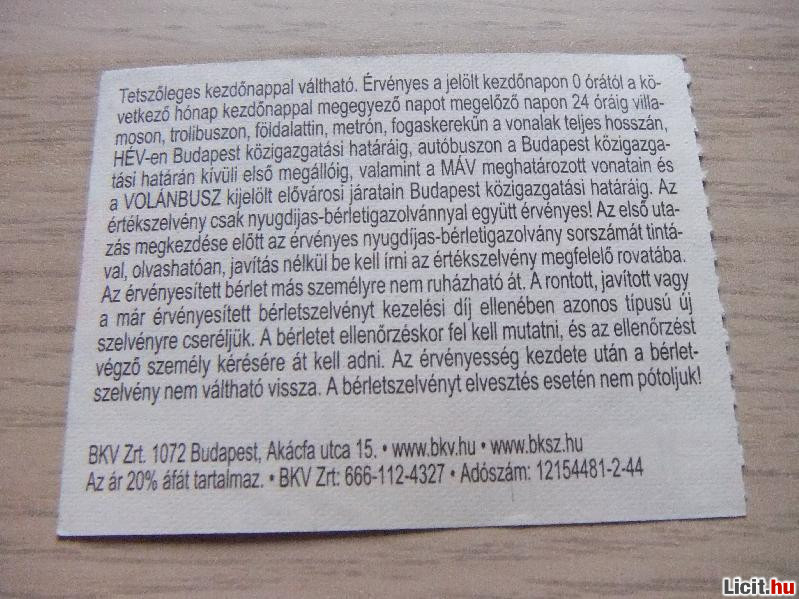 Tetszőleges kezdőnappal váltható. Érvényes a jelölt kezdőnapon 0 órától a kö-
vetkező hónap kezdőnappal megegyező napot megelőző napon 24 óráig villa-
moson, trolibuszon, földalattin, metrón, fogaskerekűn a vonalak teljes hosszán,
HÉV-en Budapest közigazgatási határáig, autóbuszon a Budapest közigazga-
tási határán kívüli első megállóig, valamint a MÁV meghatározott vonatain és
a VOLÁNBUSZ kijelölt elővárosi járatain Budapest közigazgatási határáig. Az
értékszelvény csak nyugdíjas-bérletigazolvánnyal együtt érvényes! Az első uta-
zás megkezdése előtt az érvényes nyugdíjas-bérletigazolvány sorszámát tintá-
val, olvashatóan, javítás nélkül be kell írni az értékszelvény megfelelő rovatába.
Az érvényesített bérlet más személyre nem ruházható át. A rontott, javított vagy
a már érvényesített bérletszelvényt kezelési díj ellenében azonos típusú új
szelvényre cseréljük. A bérletet ellenőrzéskor fel kell mutatni, és az ellenőrzést
végző személy kérésére át kell adni. Az érvényesség kezdete után a bérlet-
szelvény nem váltható vissza. A bérletszelvényt elvesztés esetén nem pótoljuk!
BKV Zrt. 1072 Budapest, Akácfa utca 15. • www.bkv.hu • www.bksz.hu
Az ár 20% áfát tartalmaz. • BKV Zrt: 666-112-4327 • Adószám: 12154481-2-44
Licit.hu